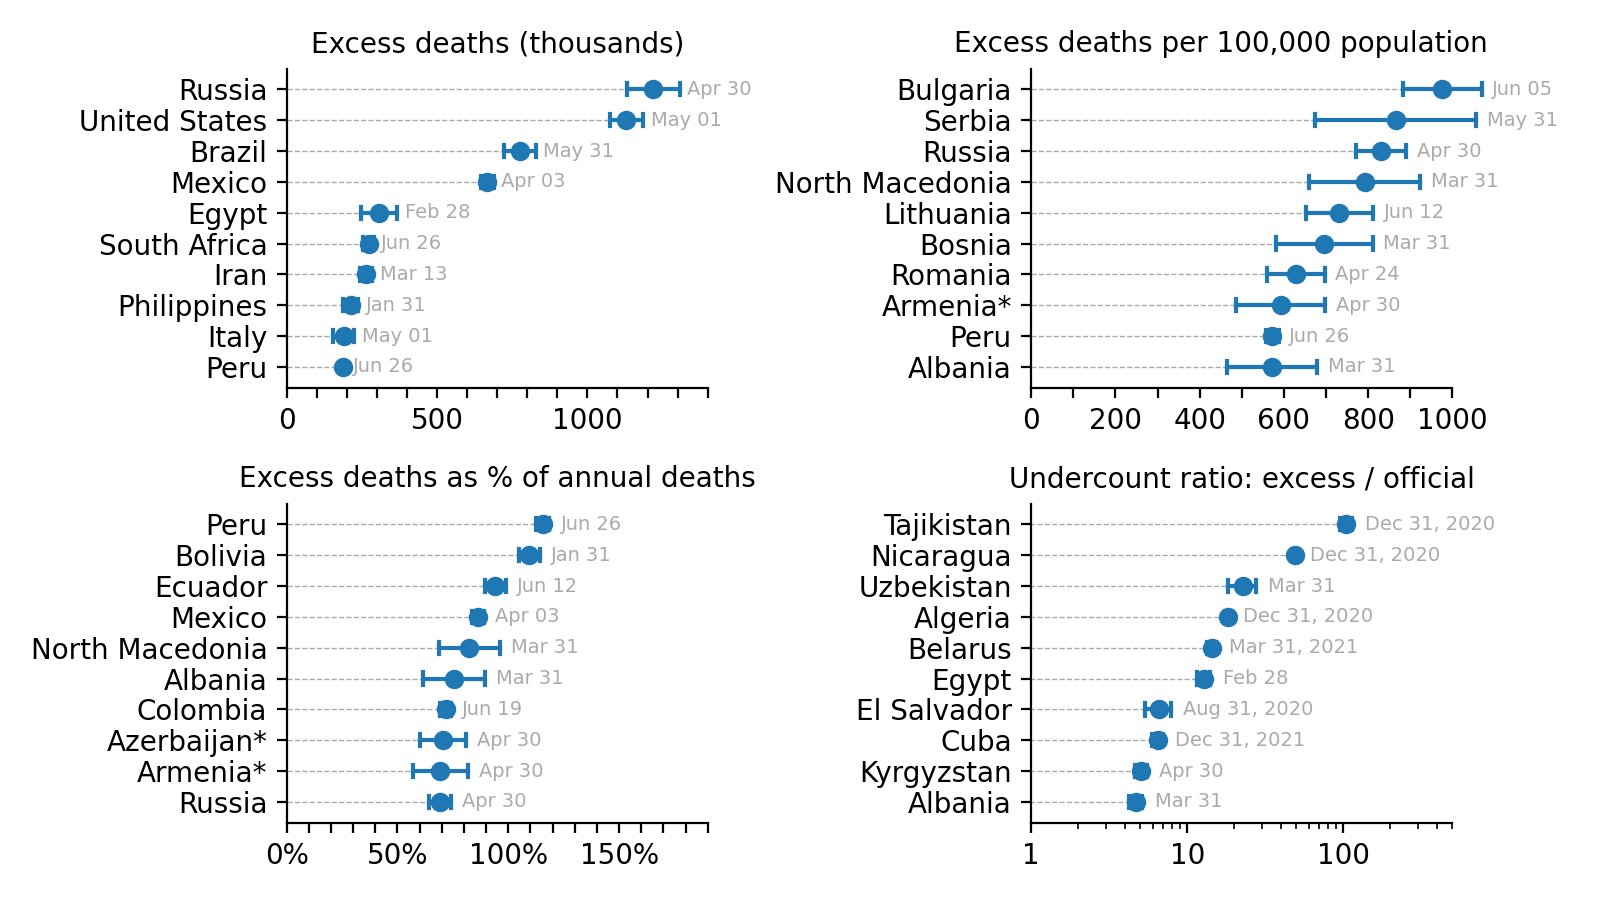 Excess deaths (thousands)
Russia Apr 30
United States May 01
Brazil May 31
Mexico Apr 03
Egypt Feb 28
South Africa Jun 26
Iran Mar 13
Philippines Jan 31
Italy May 01
Peru Jun 26
0 500 1000
Excess deaths per 100,000 population
Bulgaria Jun 05
Serbia May 31
Russia Apr 30
North Macedonia Mar 31
Lithuania Jun 12
Bosnia Mar 31
Romania Apr 24
Armenia* Apr 30
Peru Jun 26
Albania Mar 31
0 200 400 600 800 1000
Excess deaths as % of annual deaths
Peru Jun 26
Bolivia Jan 31
Ecuador Jun 12
Mexico Apr 03
North Macedonia Mar 31
Albania Mar 31
Colombia Jun 19
Azerbaijan* Apr 30
Armenia* Apr 30
Russia Apr 30
0% 50% 100% 150%
Undercount ratio: excess / official
Tajikistan Dec 31, 2020
Nicaragua Dec 31, 2020
Uzbekistan Mar 31
Algeria Dec 31, 2020
Belarus Mar 31, 2021
Egypt Feb 28
El Salvador Aug 31, 2020
Cuba Dec 31, 2021
Kyrgyzstan Apr 30
Albania Mar 31
1 10 100